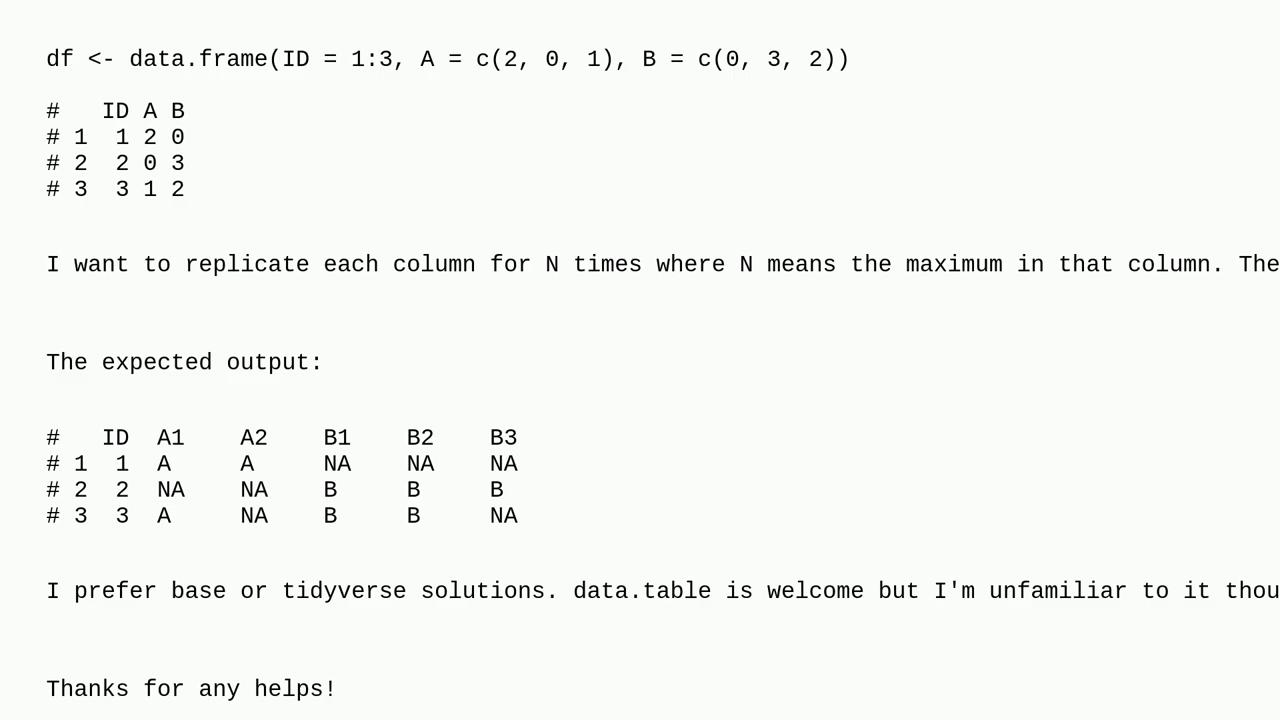 df <- data.frame(ID = 1:3, A = c(2, 0, 1), B = c(0, 3, 2))
#   ID A B
# 1  1 2 0
# 2  2 0 3
# 3  3 1 2
I want to replicate each column for N times where N means the maximum in that column. The
The expected output:
#   ID  A1    A2    B1    B2    B3
# 1  1  A     A     NA    NA    NA
# 2  2  NA    NA    B     B     B
# 3  3  A     NA    B     B     NA
I prefer base or tidyverse solutions. data.table is welcome but I'm unfamiliar to it thou
Thanks for any helps!